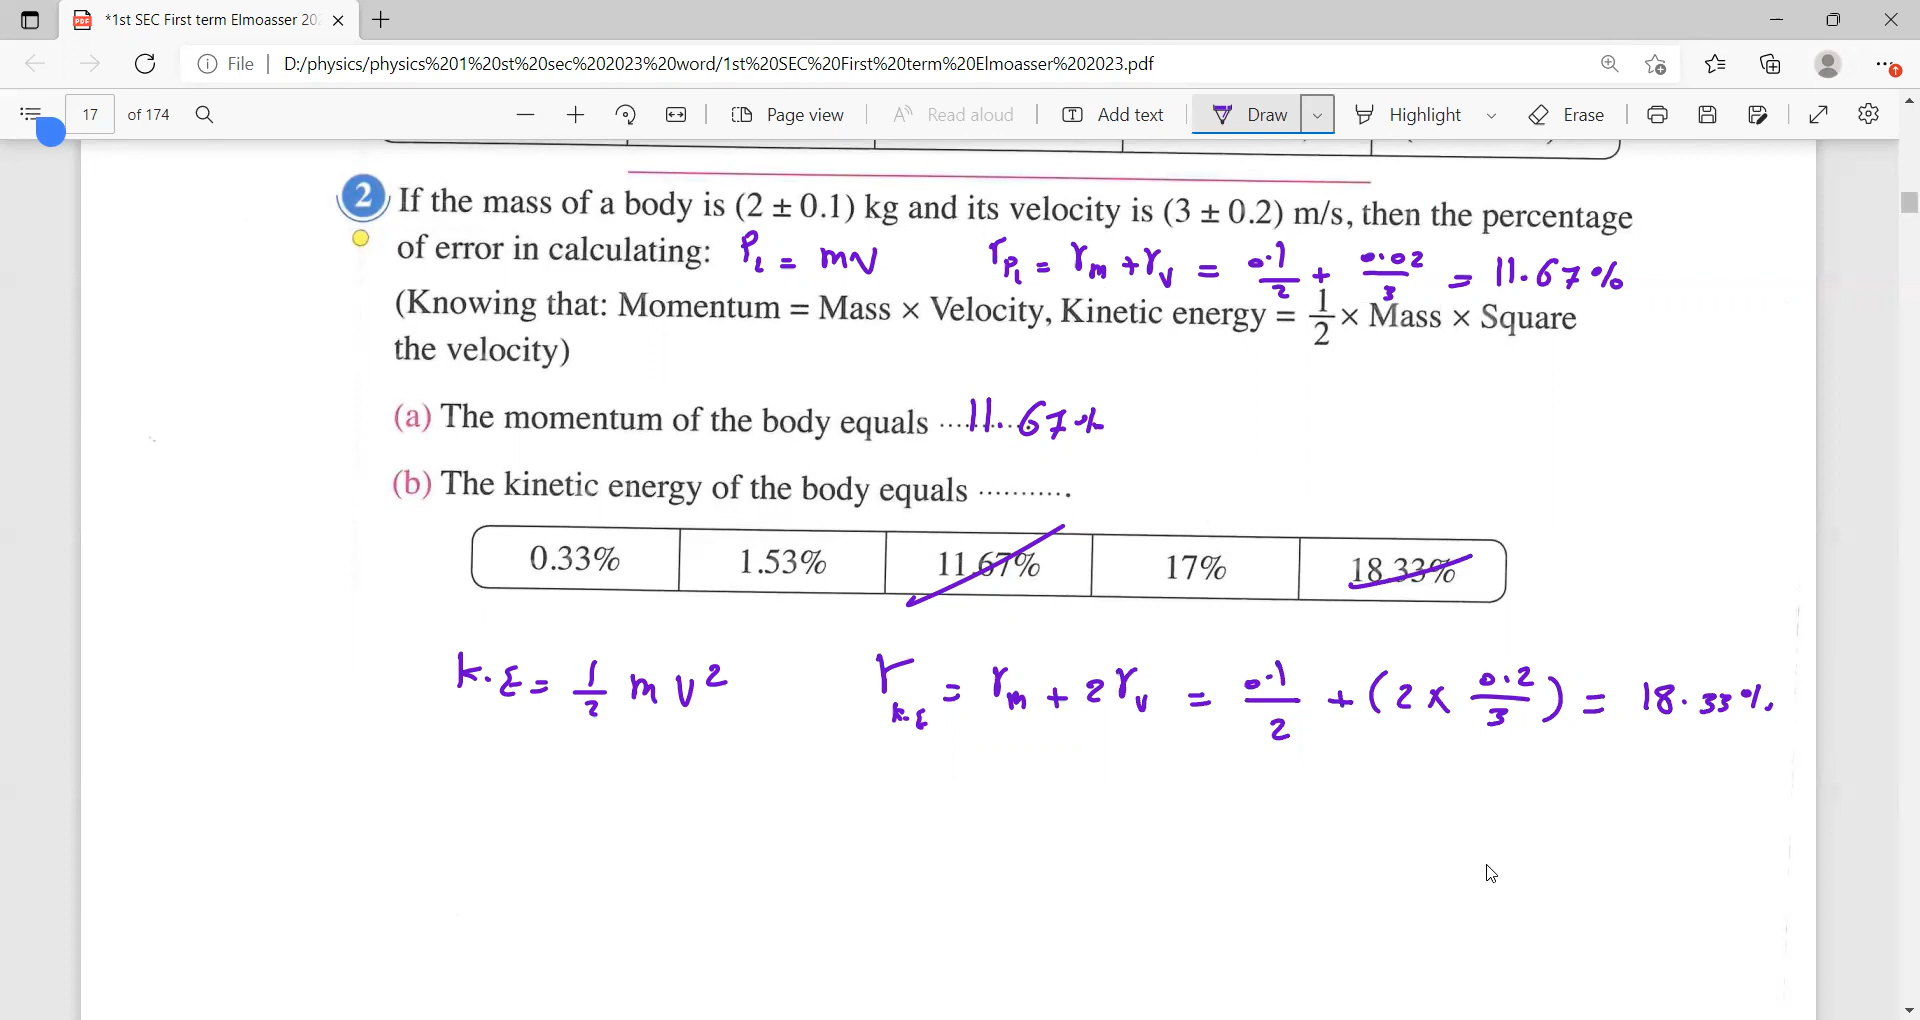 *1st SEC First term Elmoasser 20
File D:/physics/physics%201%20st%20sec%202023%20word/1st%20SEC%20First%20term%20Elmoasser%202023.pdf
17 of 174 Page view Read aloud Add text Draw Highlight Erase
2 If the mass of a body is (2 ± 0.1) kg and its velocity is (3 ± 0.2) m/s, then the percentage
of error in calculating: PL = mv rPL = rm + rv = 0.1/2 + 0.02/3 = 11.67%
(Knowing that: Momentum = Mass × Velocity, Kinetic energy = 1/2 × Mass × Square
the velocity)
(a) The momentum of the body equals .......... 11.67%
(b) The kinetic energy of the body equals ..........
0.33% 1.53% 11.67% 17% 18.33%
K.E = 1/2 m v² rK.E = rm + 2rv = 0.1/2 + (2 × 0.2/3) = 18.33%